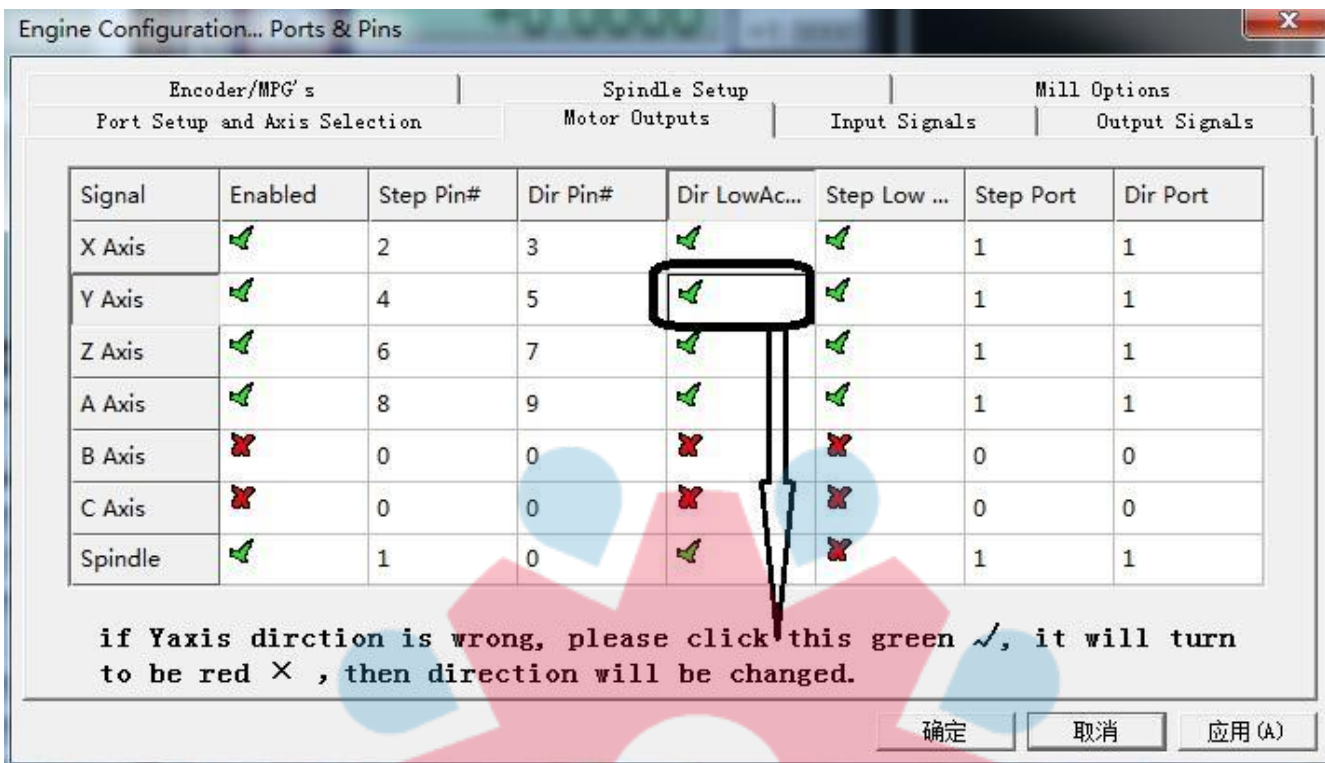 Engine Configuration... Ports & Pins
Encoder/MPG's Spindle Setup Mill Options
Port Setup and Axis Selection Motor Outputs Input Signals Output Signals
Signal Enabled Step Pin# Dir Pin# Dir LowAc... Step Low ... Step Port Dir Port
X Axis 2 3 1 1
Y Axis 4 5 1 1
Z Axis 6 7 1 1
A Axis 8 9 1 1
B Axis 0 0 0 0
C Axis 0 0 0 0
Spindle 1 0 1 1
if Yaxis dirction is wrong, please click this green ✓, it will turn
to be red × , then direction will be changed.
确定 取消 应用(A)